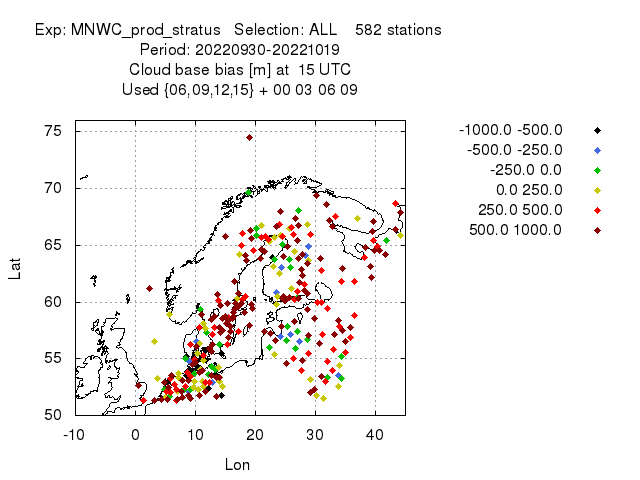 Exp: MNWC_prod_stratus   Selection: ALL    582 stations
Period: 20220930-20221019
Cloud base bias [m] at  15 UTC
Used {06,09,12,15} + 00 03 06 09
-1000.0 -500.0
-500.0 -250.0
-250.0 0.0
0.0 250.0
250.0 500.0
500.0 1000.0
75
70
65
60
55
50
Lat
-10 0 10 20 30 40
Lon